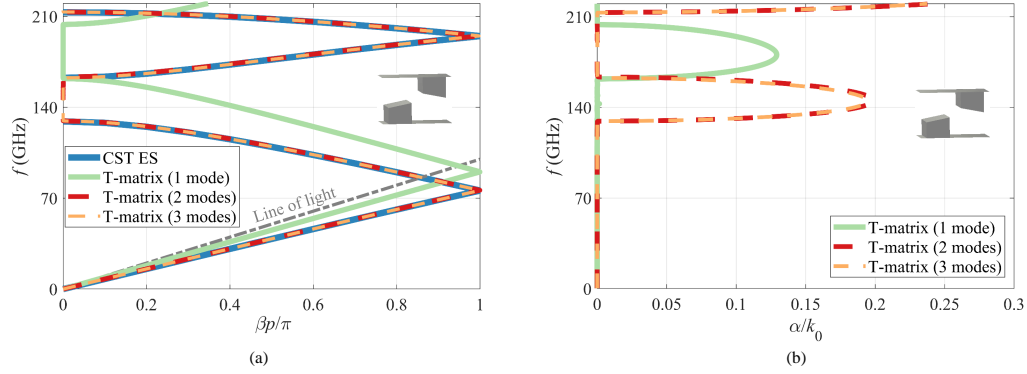 220
140
70
0
f (GHz)
CST ES
T-matrix (1 mode)
T-matrix (2 modes)
T-matrix (3 modes)
Line of light
0 0.2 0.4 0.6 0.8 1
βp/π
(a)
220
140
70
0
f (GHz)
T-matrix (1 mode)
T-matrix (2 modes)
T-matrix (3 modes)
0 0.05 0.1 0.15 0.2 0.25 0.3
α/k₀
(b)